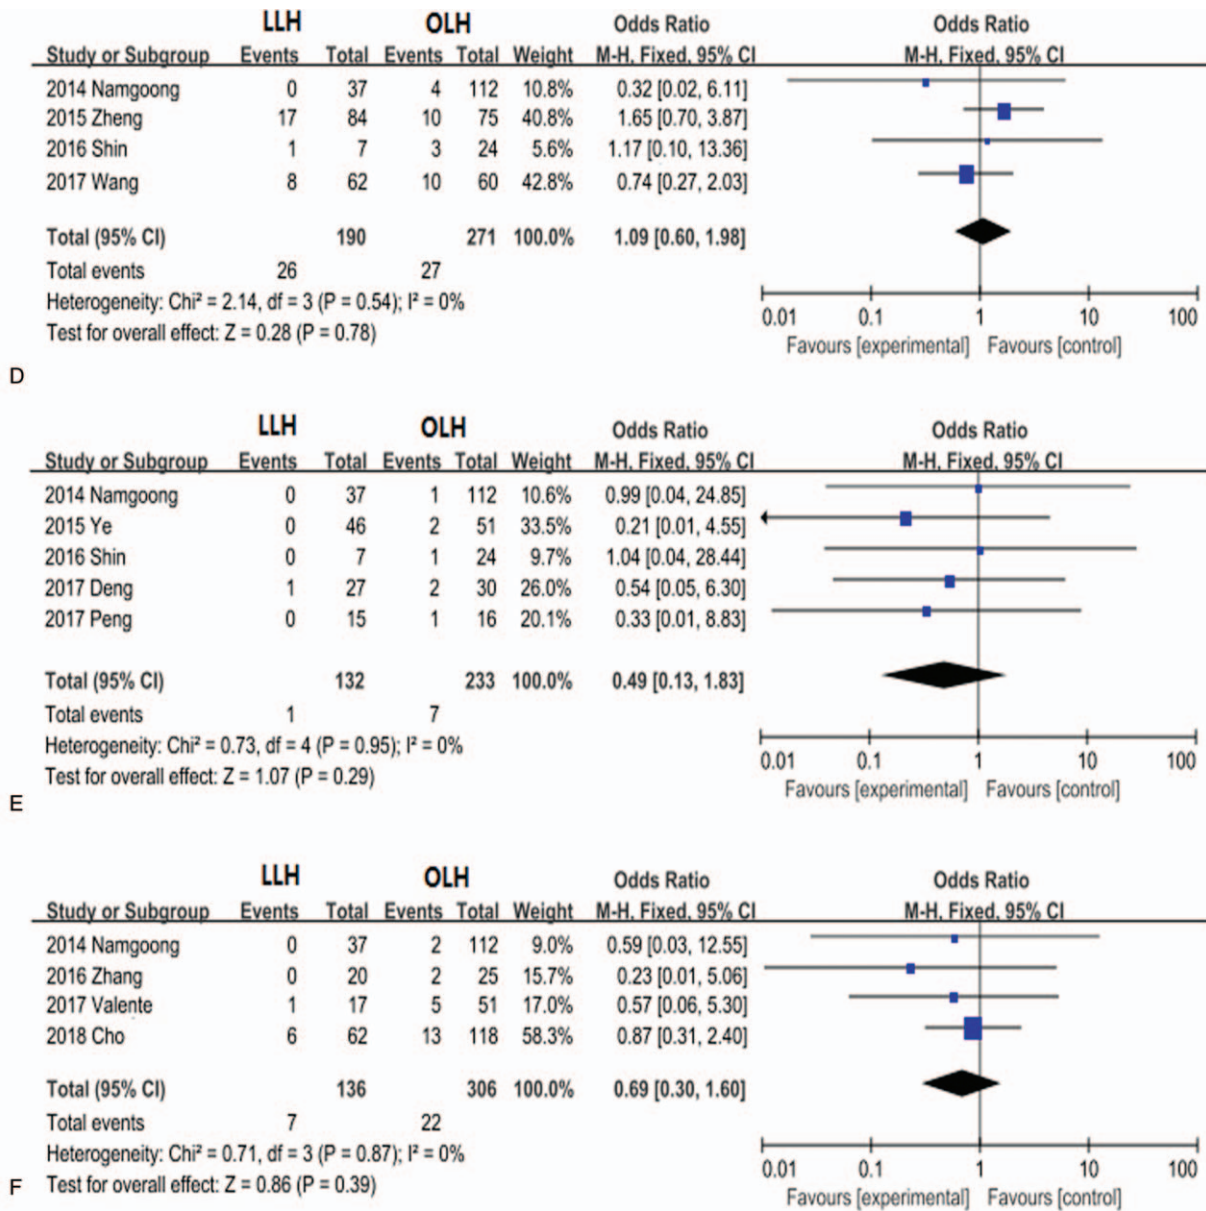 LLH OLH Odds Ratio Odds Ratio
Study or Subgroup Events Total Events Total Weight M-H, Fixed, 95% CI M-H, Fixed, 95% CI
2014 Namgoong 0 37 4 112 10.8% 0.32 [0.02, 6.11]
2015 Zheng 17 84 10 75 40.8% 1.65 [0.70, 3.87]
2016 Shin 1 7 3 24 5.6% 1.17 [0.10, 13.36]
2017 Wang 8 62 10 60 42.8% 0.74 [0.27, 2.03]
Total (95% CI) 190 271 100.0% 1.09 [0.60, 1.98]
Total events 26 27
Heterogeneity: Chi² = 2.14, df = 3 (P = 0.54); I² = 0%
Test for overall effect: Z = 0.28 (P = 0.78)
0.01 0.1 1 10 100
Favours [experimental] Favours [control]
D
LLH OLH Odds Ratio Odds Ratio
Study or Subgroup Events Total Events Total Weight M-H, Fixed, 95% CI M-H, Fixed, 95% CI
2014 Namgoong 0 37 1 112 10.6% 0.99 [0.04, 24.85]
2015 Ye 0 46 2 51 33.5% 0.21 [0.01, 4.55]
2016 Shin 0 7 1 24 9.7% 1.04 [0.04, 28.44]
2017 Deng 1 27 2 30 26.0% 0.54 [0.05, 6.30]
2017 Peng 0 15 1 16 20.1% 0.33 [0.01, 8.83]
Total (95% CI) 132 233 100.0% 0.49 [0.13, 1.83]
Total events 1 7
Heterogeneity: Chi² = 0.73, df = 4 (P = 0.95); I² = 0%
Test for overall effect: Z = 1.07 (P = 0.29)
0.01 0.1 1 10 100
Favours [experimental] Favours [control]
E
LLH OLH Odds Ratio Odds Ratio
Study or Subgroup Events Total Events Total Weight M-H, Fixed, 95% CI M-H, Fixed, 95% CI
2014 Namgoong 0 37 2 112 9.0% 0.59 [0.03, 12.55]
2016 Zhang 0 20 2 25 15.7% 0.23 [0.01, 5.06]
2017 Valente 1 17 5 51 17.0% 0.57 [0.06, 5.30]
2018 Cho 6 62 13 118 58.3% 0.87 [0.31, 2.40]
Total (95% CI) 136 306 100.0% 0.69 [0.30, 1.60]
Total events 7 22
Heterogeneity: Chi² = 0.71, df = 3 (P = 0.87); I² = 0%
0.01 0.1 1 10 100
F Test for overall effect: Z = 0.86 (P = 0.39)
Favours [experimental] Favours [control]